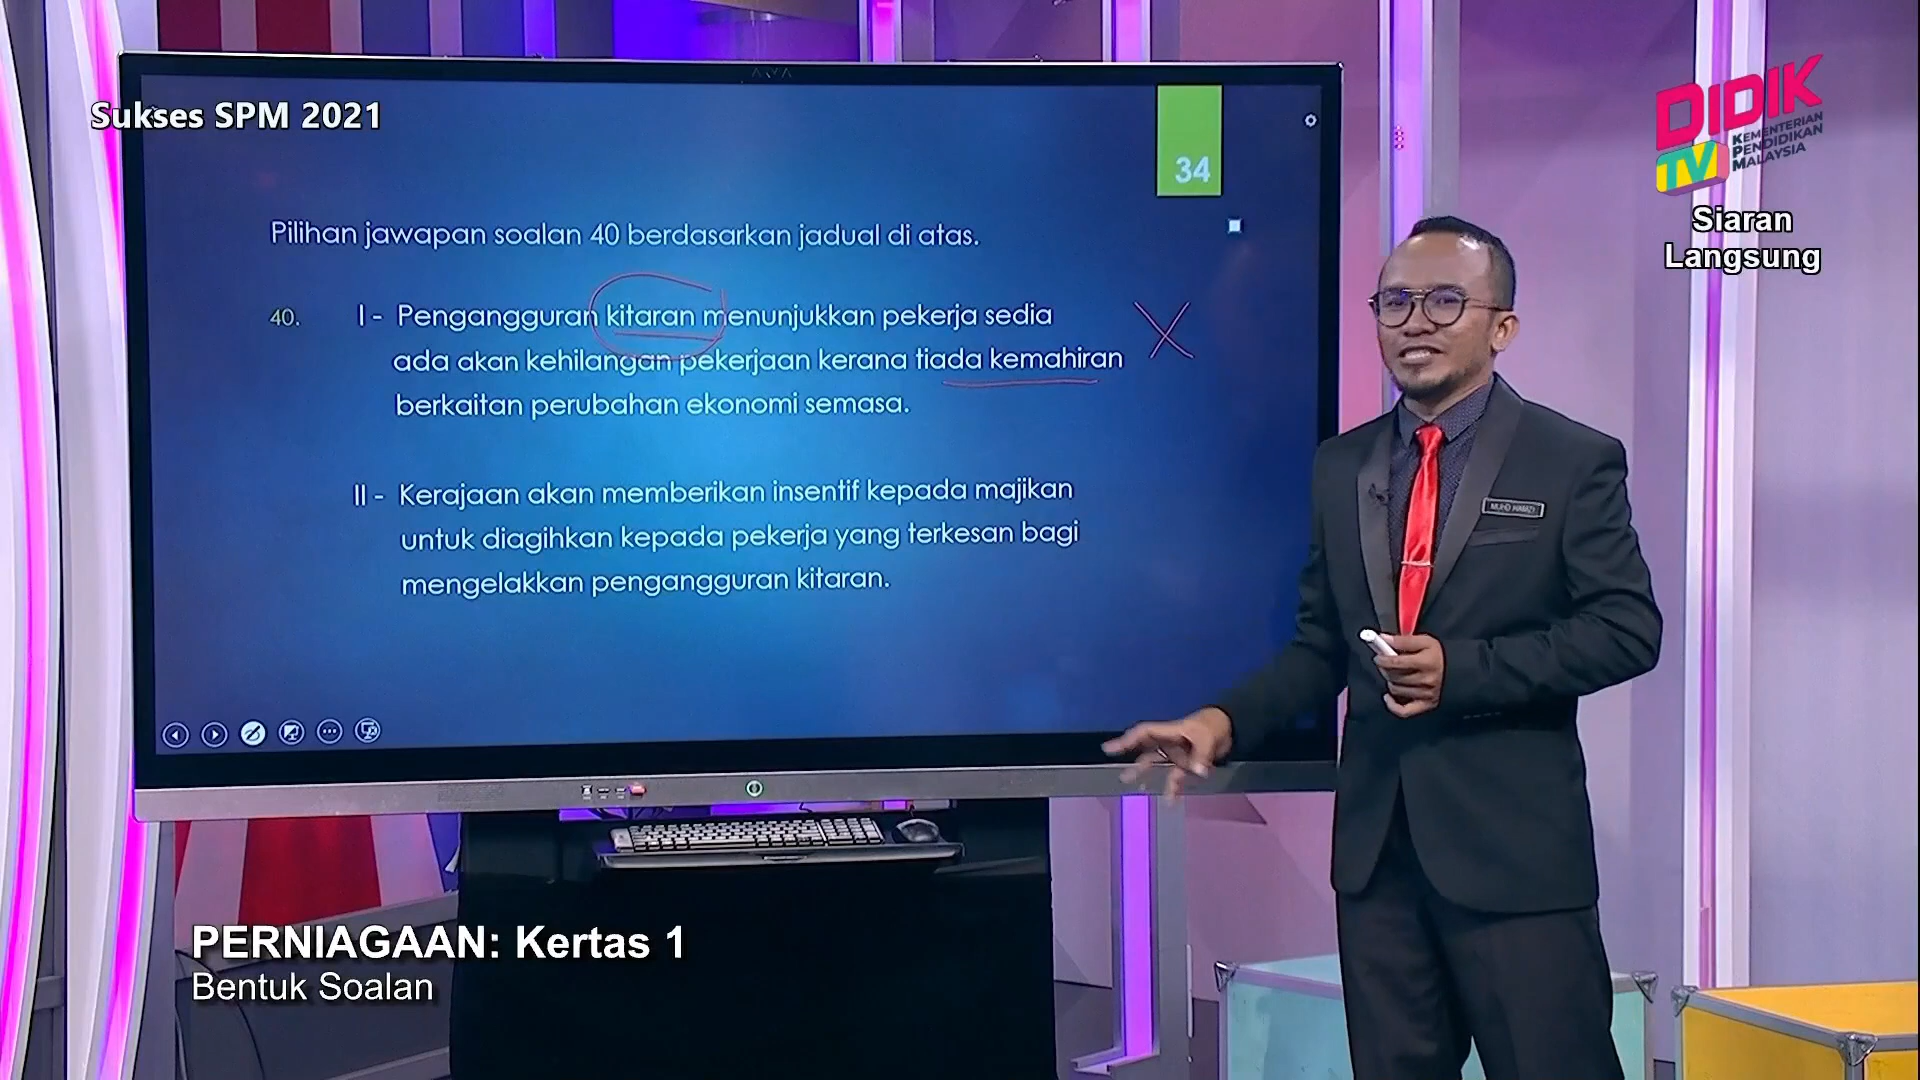 Sukses SPM 2021
34
DIDIK
TV
KEMENTERIAN
PENDIDIKAN
MALAYSIA
Siaran
Langsung
Pilihan jawapan soalan 40 berdasarkan jadual di atas.
40. I - Pengangguran kitaran menunjukkan pekerja sedia
ada akan kehilangan pekerjaan kerana tiada kemahiran
berkaitan perubahan ekonomi semasa.
II - Kerajaan akan memberikan insentif kepada majikan
untuk diagihkan kepada pekerja yang terkesan bagi
mengelakkan pengangguran kitaran.
PERNIAGAAN: Kertas 1
Bentuk Soalan